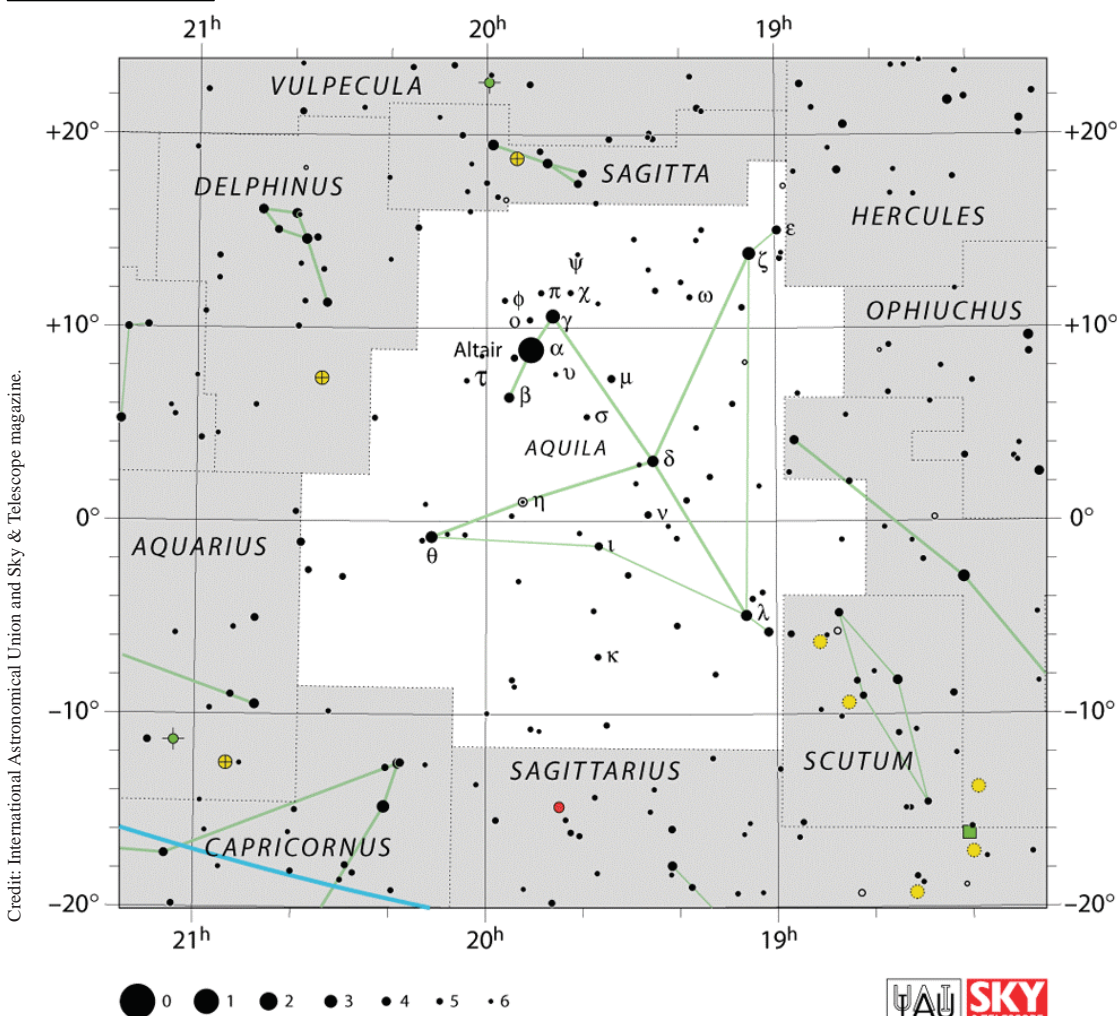 21h 20h 19h
VULPECULA
+20° +20°
SAGITTA
DELPHINUS
HERCULES
ε
ζ
ψ
ω
π χ
ϕ
OPHIUCHUS
+10° +10°
ο γ
Altair α
τ υ μ
β
σ
AQUILA
δ
η
ν
0° 0°
AQUARIUS
θ ι
λ
κ
−10° −10°
SCUTUM
SAGITTARIUS
CAPRICORNUS
−20° −20°
21h 20h 19h
0 1 2 3 4 5 6
IAU
SKY
Credit: International Astronomical Union and Sky & Telescope magazine.